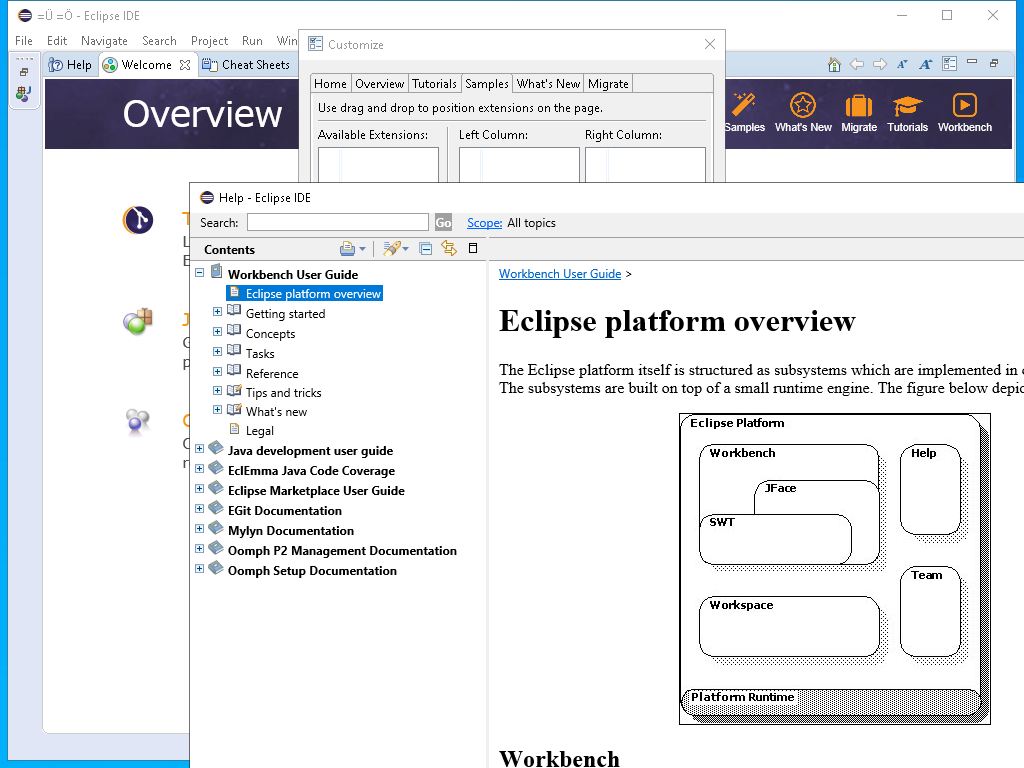 =Ü =Ö - Eclipse IDE
File Edit Navigate Search Project Run
Help Welcome Cheat Sheets
Overview
Samples What's New Migrate Tutorials Workbench
Customize
Home Overview Tutorials Samples What's New Migrate
Use drag and drop to position extensions on the page.
Available Extensions: Left Column: Right Column:
Help - Eclipse IDE
Search: Go Scope: All topics
Contents
Workbench User Guide
Eclipse platform overview
Getting started
Concepts
Tasks
Reference
Tips and tricks
What's new
Legal
Java development user guide
EclEmma Java Code Coverage
Eclipse Marketplace User Guide
EGit Documentation
Mylyn Documentation
Oomph P2 Management Documentation
Oomph Setup Documentation
Workbench User Guide >
Eclipse platform overview
The Eclipse platform itself is structured as subsystems which are implemented in
The subsystems are built on top of a small runtime engine. The figure below
Eclipse Platform
Workbench
Help
JFace
SWT
Team
Workspace
Platform Runtime
Workbench